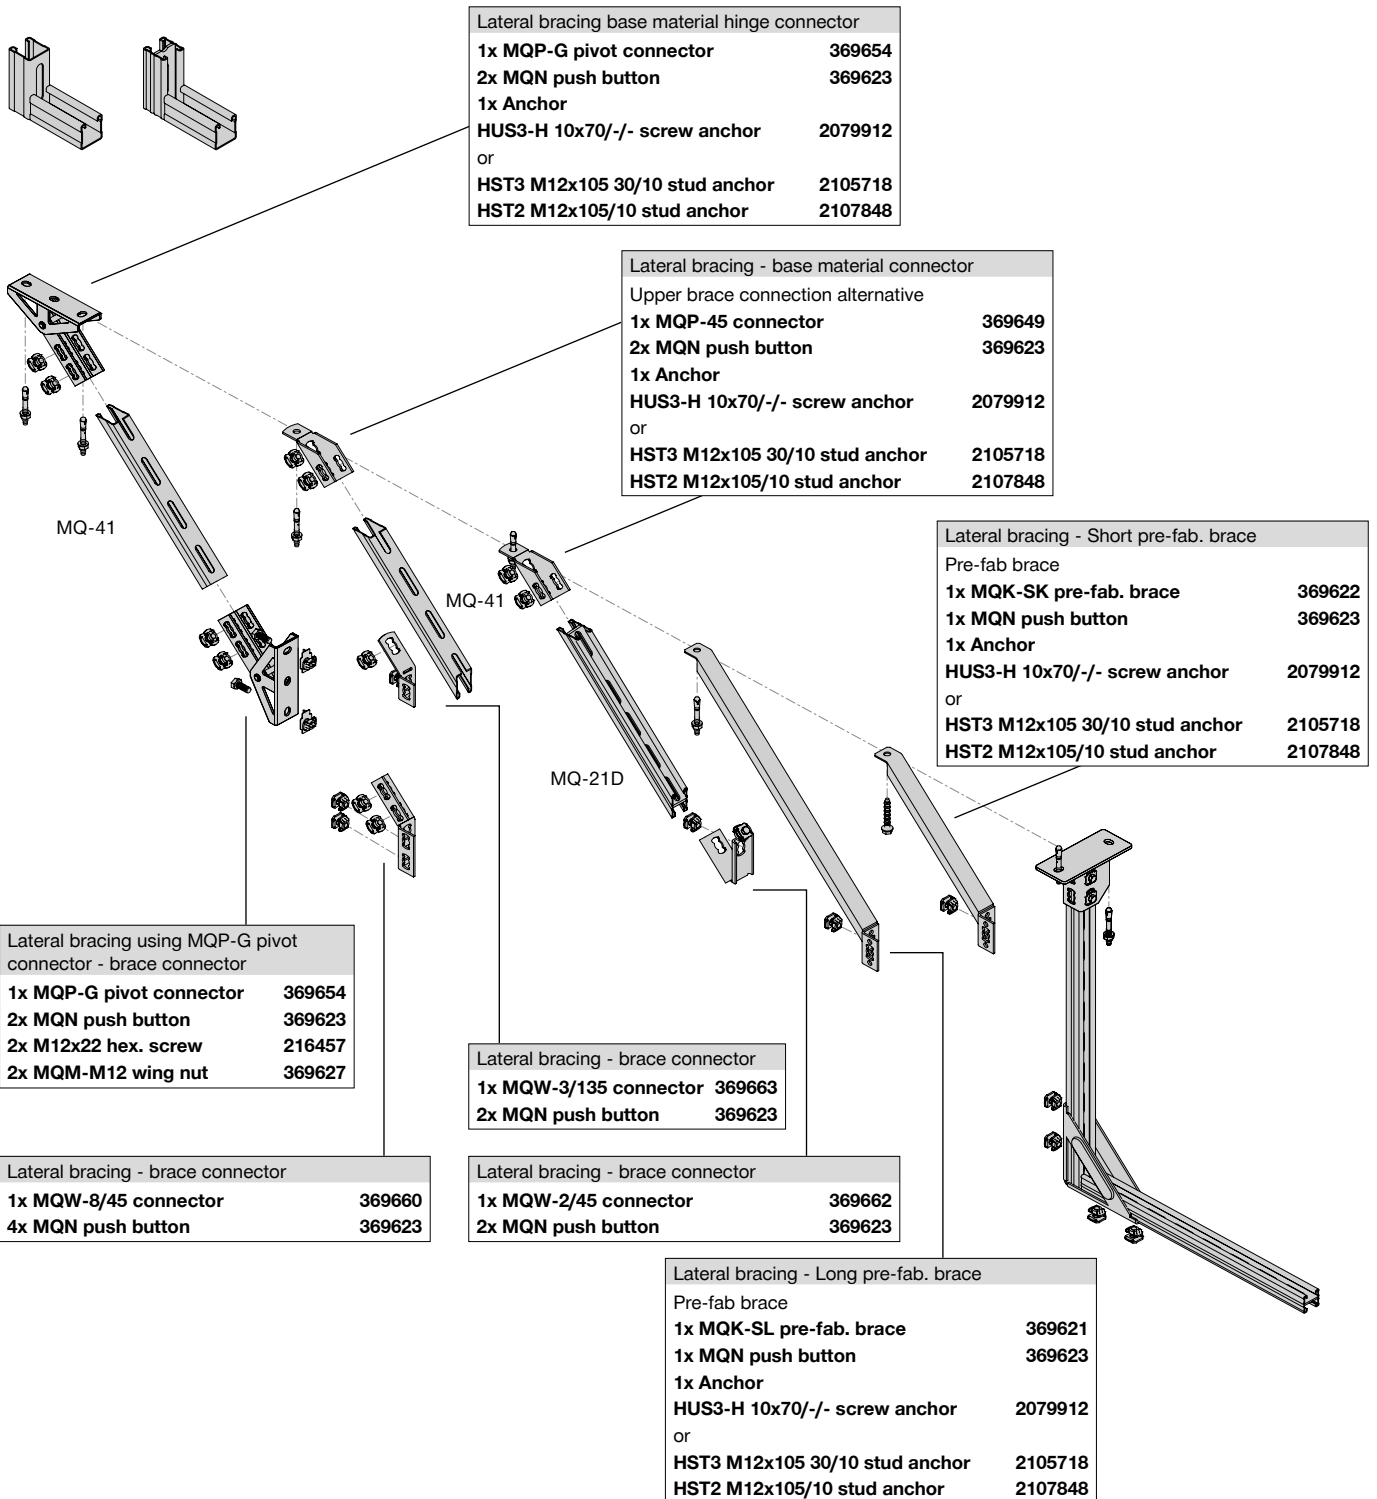 Lateral bracing base material hinge connector
1x MQP-G pivot connector 369654
2x MQN push button 369623
1x Anchor
HUS3-H 10x70/-/- screw anchor 2079912
or
HST3 M12x105 30/10 stud anchor 2105718
HST2 M12x105/10 stud anchor 2107848
Lateral bracing - base material connector
Upper brace connection alternative
1x MQP-45 connector 369649
2x MQN push button 369623
1x Anchor
HUS3-H 10x70/-/- screw anchor 2079912
or
HST3 M12x105 30/10 stud anchor 2105718
HST2 M12x105/10 stud anchor 2107848
MQ-41
MQ-41
MQ-21D
Lateral bracing - Short pre-fab. brace
Pre-fab brace
1x MQK-SK pre-fab. brace 369622
1x MQN push button 369623
1x Anchor
HUS3-H 10x70/-/- screw anchor 2079912
or
HST3 M12x105 30/10 stud anchor 2105718
HST2 M12x105/10 stud anchor 2107848
Lateral bracing using MQP-G pivot
connector - brace connector
1x MQP-G pivot connector 369654
2x MQN push button 369623
2x M12x22 hex. screw 216457
2x MQM-M12 wing nut 369627
Lateral bracing - brace connector
1x MQW-3/135 connector 369663
2x MQN push button 369623
Lateral bracing - brace connector
1x MQW-8/45 connector 369660
4x MQN push button 369623
Lateral bracing - brace connector
1x MQW-2/45 connector 369662
2x MQN push button 369623
Lateral bracing - Long pre-fab. brace
Pre-fab brace
1x MQK-SL pre-fab. brace 369621
1x MQN push button 369623
1x Anchor
HUS3-H 10x70/-/- screw anchor 2079912
or
HST3 M12x105 30/10 stud anchor 2105718
HST2 M12x105/10 stud anchor 2107848